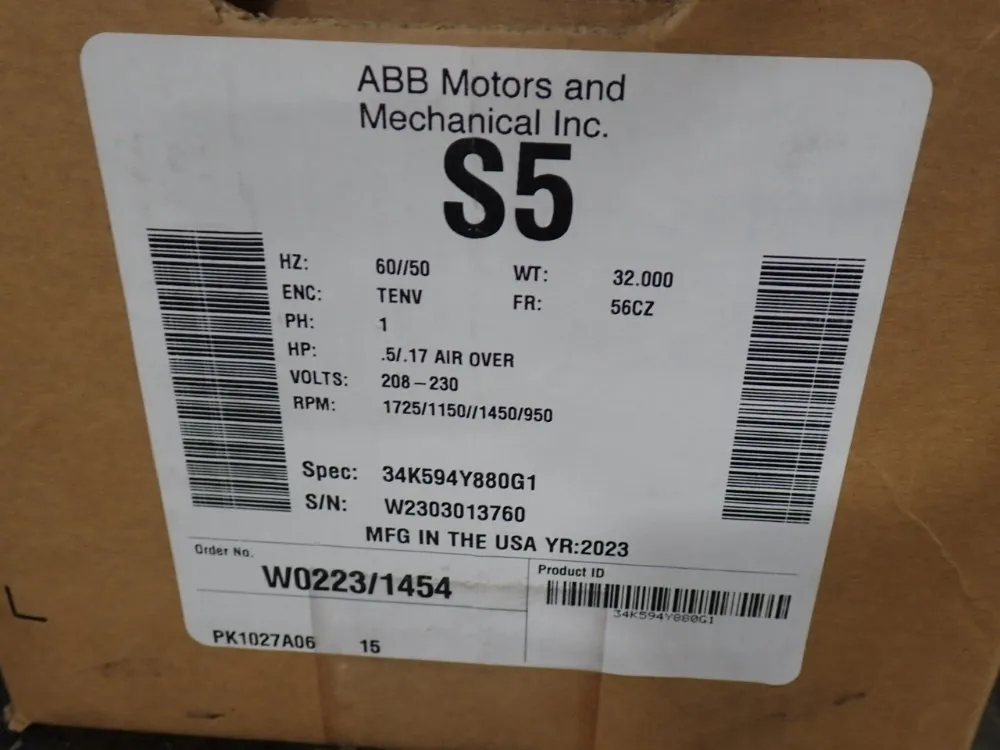 ABB Motors and
Mechanical Inc.
S5
HZ: 60//50 WT: 32.000
ENC: TENV FR: 56CZ
PH: 1
HP: .5/.17 AIR OVER
VOLTS: 208-230
RPM: 1725/1150//1450/950
Spec: 34K594Y880G1
S/N: W2303013760
MFG IN THE USA YR:2023
Order No.
W0223/1454
Product ID
34K594Y880G1
PK1027A06 15